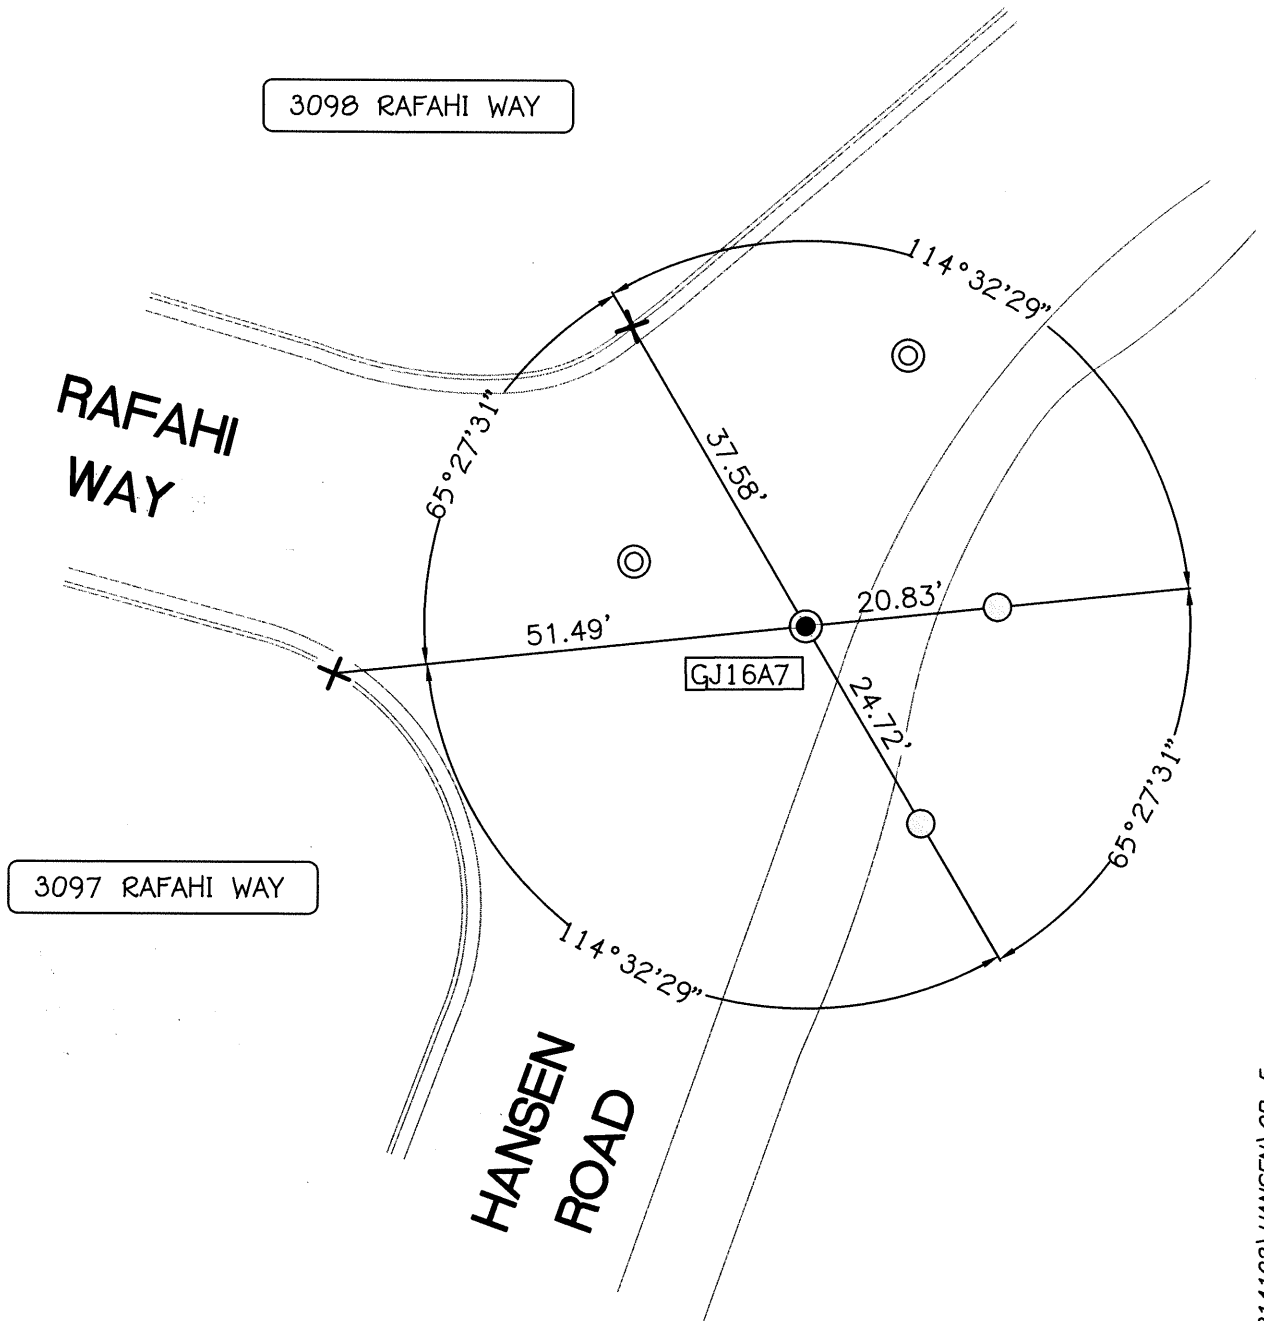 3098 RAFAHI WAY
114°32'29"
RAFAHI
WAY
65°27'31"
37.58'
51.49'
20.83'
GJ16A7
24.72'
65°27'31"
3097 RAFAHI WAY
114°32'29"
HANSEN
ROAD